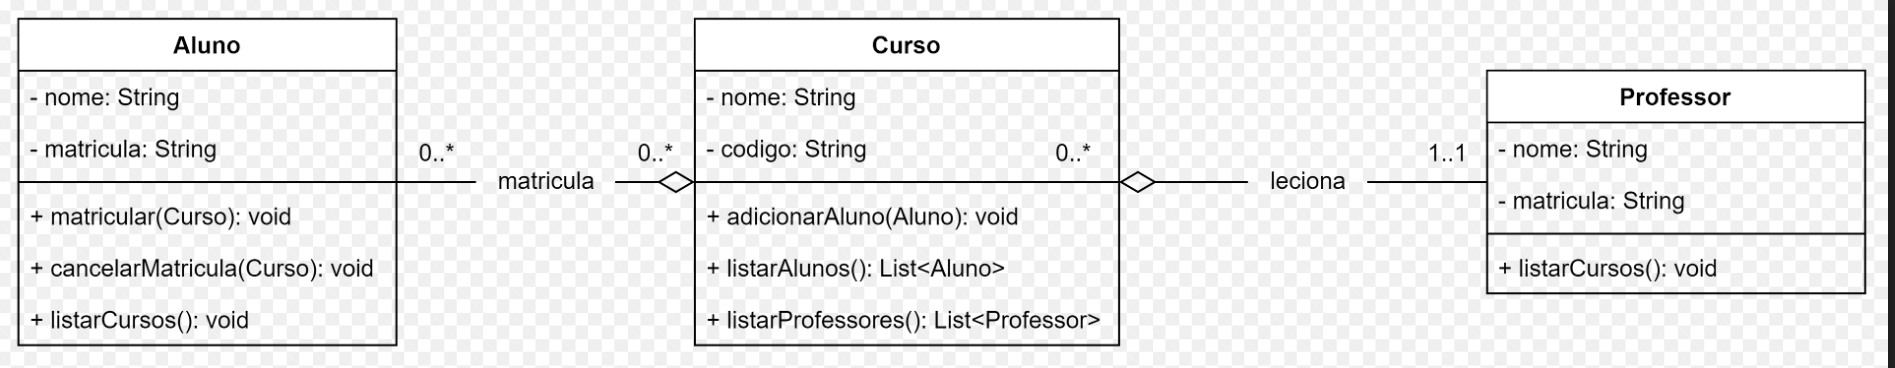 Aluno
- nome: String
- matricula: String
+ matricular(Curso): void
+ cancelarMatricula(Curso): void
+ listarCursos(): void
0..*
matricula
0..*
Curso
- nome: String
- codigo: String
+ adicionarAluno(Aluno): void
+ listarAlunos(): List<Aluno>
+ listarProfessores(): List<Professor>
0..*
leciona
1..1
Professor
- nome: String
- matricula: String
+ listarCursos(): void